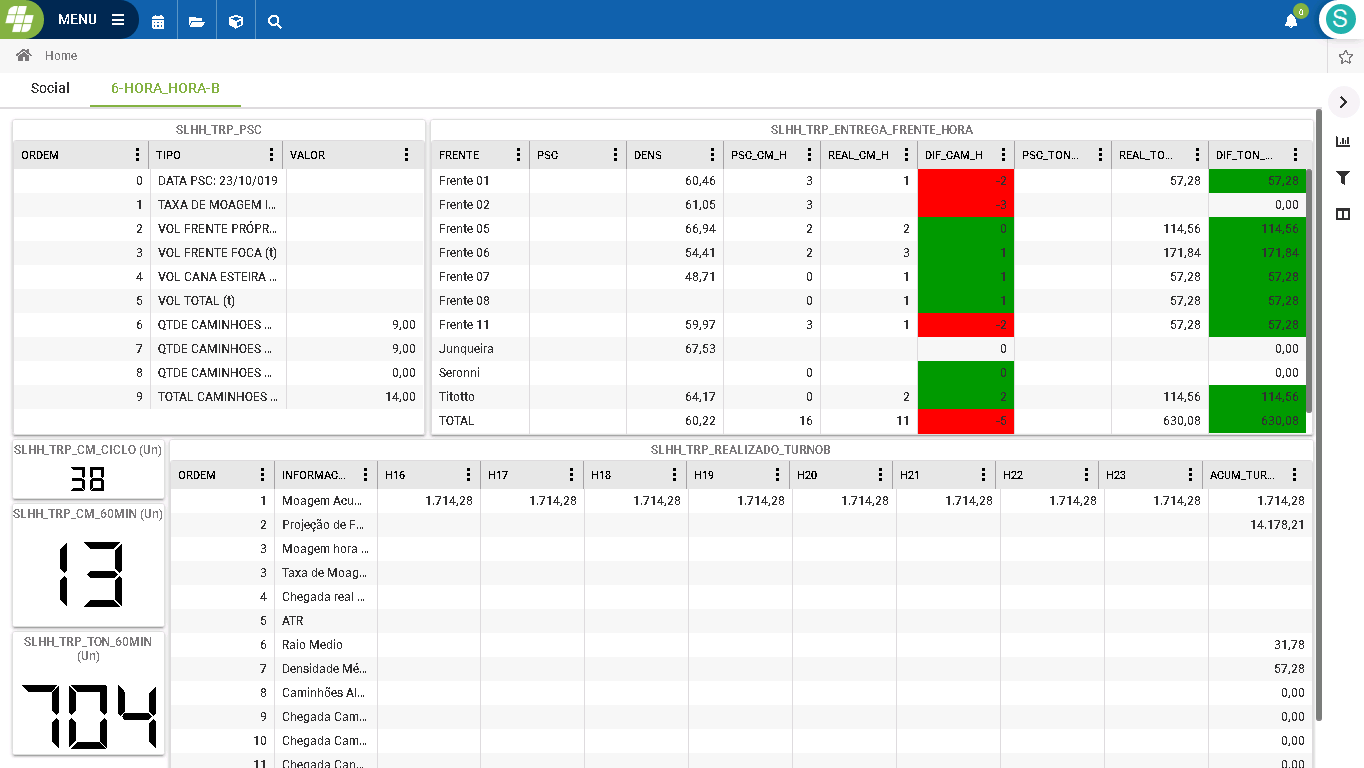 MENU
0
S
Home
Social 6-HORA_HORA-B
SLHH_TRP_PSC
ORDEM TIPO VALOR
0 DATA PSC: 23/10/019
1 TAXA DE MOAGEM I...
2 VOL FRENTE PRÓPR...
3 VOL FRENTE FOCA (t)
4 VOL CANA ESTEIRA ...
5 VOL TOTAL (t)
6 QTDE CAMINHOES ... 9,00
7 QTDE CAMINHOES ... 9,00
8 QTDE CAMINHOES ... 0,00
9 TOTAL CAMINHOES ... 14,00
SLHH_TRP_ENTREGA_FRENTE_HORA
FRENTE PSC DENS PSC_CM_H REAL_CM_H DIF_CAM_H PSC_TON... REAL_TO... DIF_TON_...
Frente 01 60,46 3 1 -2 57,28 57,28
Frente 02 61,05 3 -3 0,00
Frente 05 66,94 2 2 0 114,56 114,56
Frente 06 54,41 2 3 1 171,84 171,84
Frente 07 48,71 0 1 1 57,28 57,28
Frente 08 0 1 1 57,28 57,28
Frente 11 59,97 3 1 -2 57,28 57,28
Junqueira 67,53 0 0,00
Seronni 0 0 0,00
Titotto 64,17 0 2 2 114,56 114,56
TOTAL 60,22 16 11 -5 630,08 630,08
SLHH_TRP_CM_CICLO (Un)
38
SLHH_TRP_CM_60MIN (Un)
13
SLHH_TRP_TON_60MIN
(Un)
704
SLHH_TRP_REALIZADO_TURNOB
ORDEM INFORMAC... H16 H17 H18 H19 H20 H21 H22 H23 ACUM_TUR...
1 Moagem Acu... 1.714,28 1.714,28 1.714,28 1.714,28 1.714,28 1.714,28 1.714,28 1.714,28 1.714,28
2 Projeção de F... 14.178,21
3 Moagem hora ...
3 Taxa de Moag...
4 Chegada real ...
5 ATR
6 Raio Medio 31,78
7 Densidade Mé... 57,28
8 Caminhões Al... 0,00
9 Chegada Cam... 0,00
10 Chegada Cam... 0,00
11 Chegada Can... 0,00